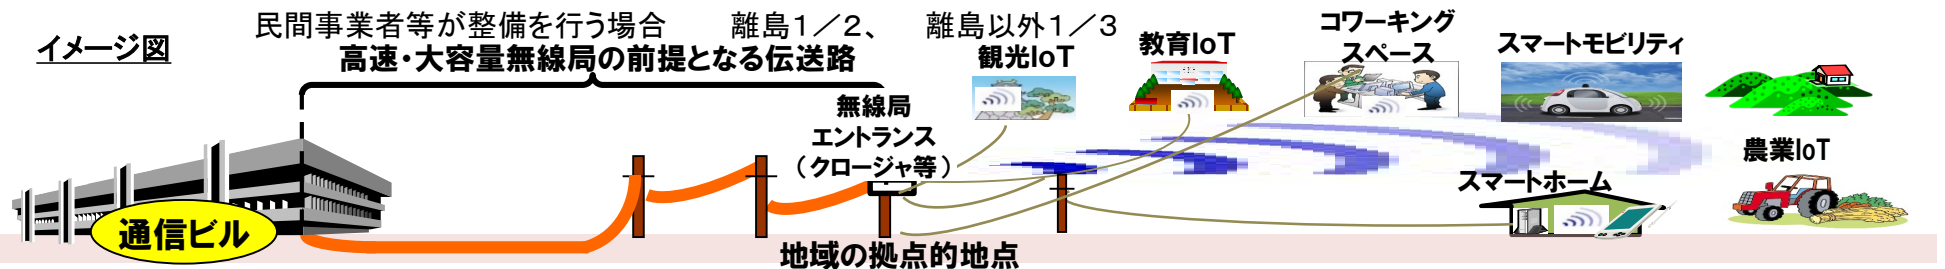 民間事業者等が整備を行う場合　　離島1／2、　離島以外1／3
イメージ図
高速・大容量無線局の前提となる伝送路
観光IoT
教育IoT
コワーキング
スペース
スマートモビリティ
無線局
エントランス
（クロージャ等）
農業IoT
スマートホーム
通信ビル
地域の拠点的地点